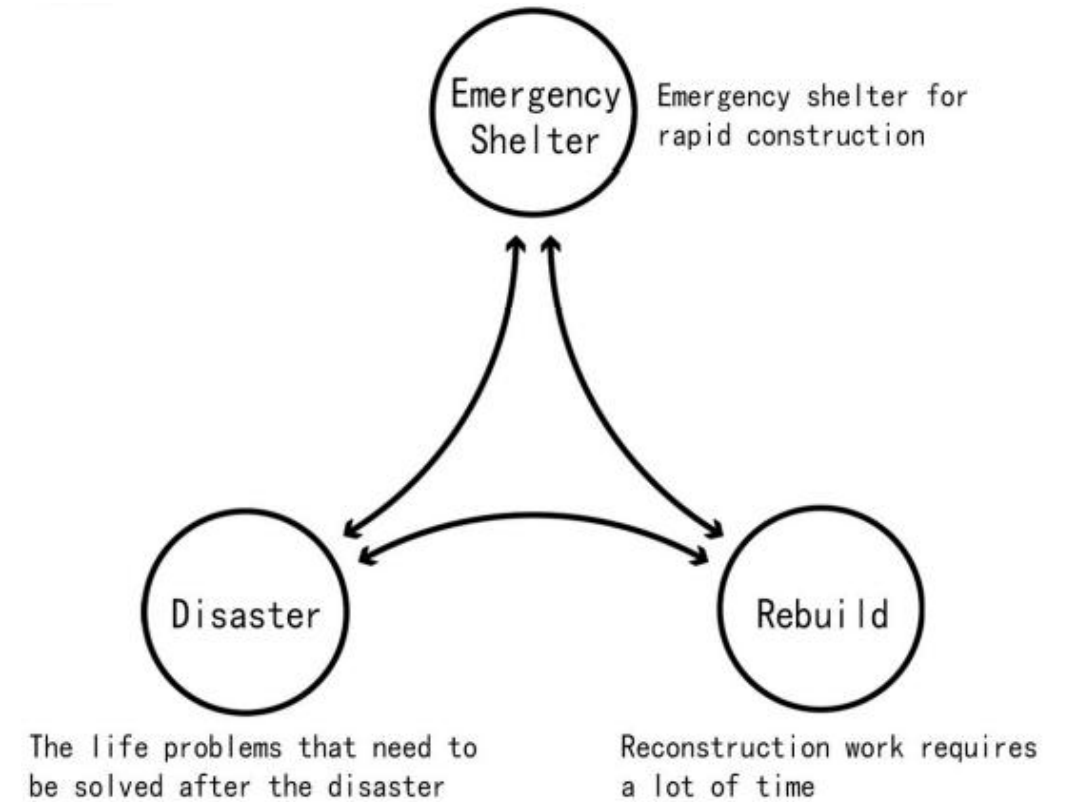 Emergency
Shelter
Emergency shelter for
rapid construction
Disaster
Rebuild
The life problems that need to
be solved after the disaster
Reconstruction work requires
a lot of time